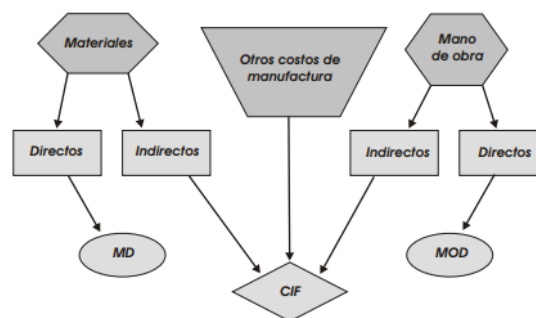 Materiales
Otros costos de
manufactura
Mano
de obra
Directos
Indirectos
Indirectos
Directos
MD
CIF
MOD